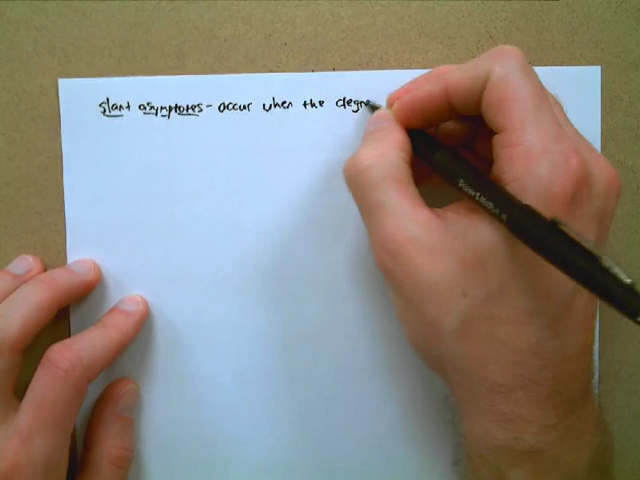 slant asymptotes - occur when the degre